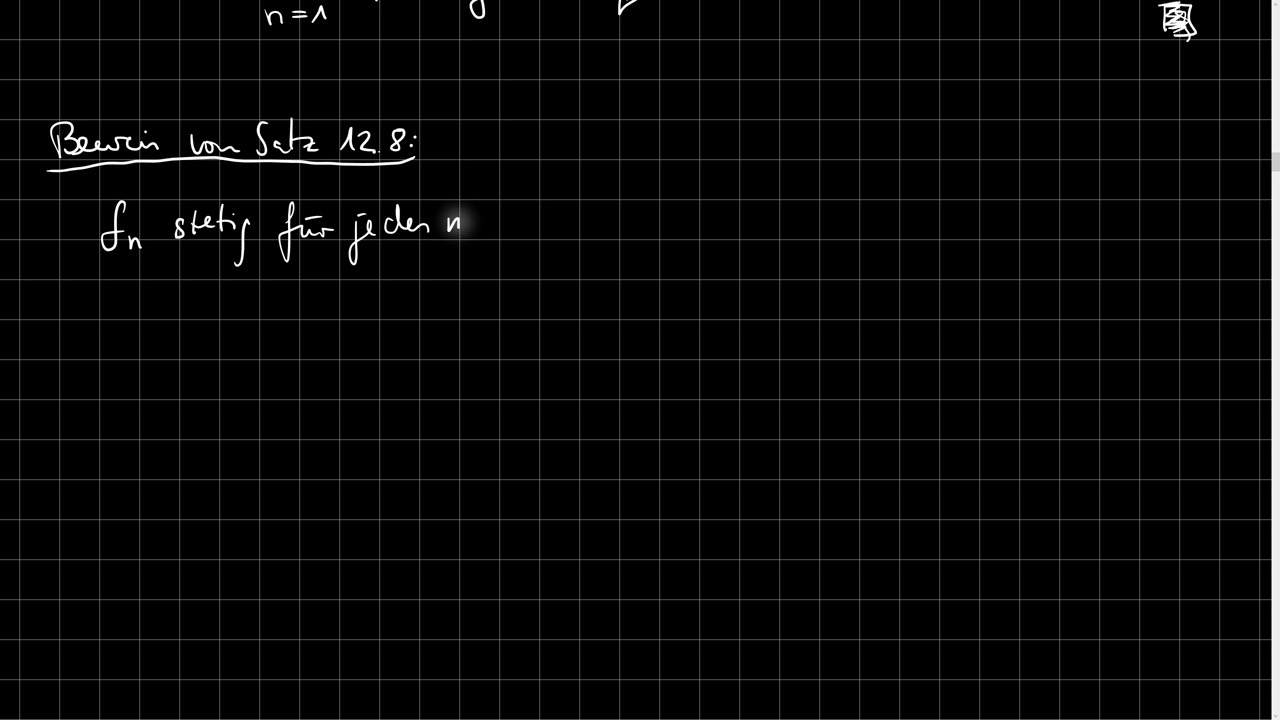 n=1
Beweis von Satz 12.8:
fn stetig für jedes n